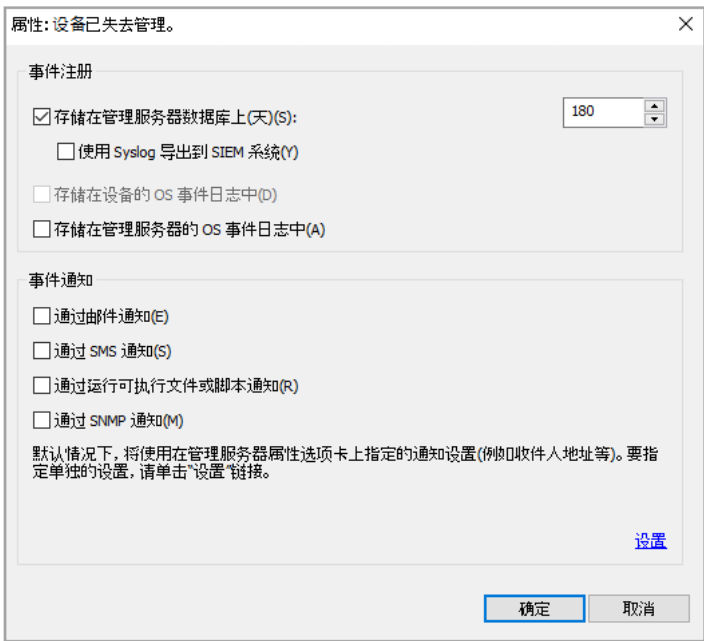 属性: 设备已失去管理。
事件注册
存储在管理服务器数据库上(天)(S):
180
使用 Syslog 导出到 SIEM 系统(Y)
存储在设备的 OS 事件日志中(D)
存储在管理服务器的 OS 事件日志中(A)
事件通知
通过邮件通知(E)
通过 SMS 通知(S)
通过运行可执行文件或脚本通知(R)
通过 SNMP 通知(M)
默认情况下, 将使用在管理服务器属性选项卡上指定的通知设置(例如收件人地址等)。要指
定单独的设置, 请单击“设置”链接。
设置
确定
取消